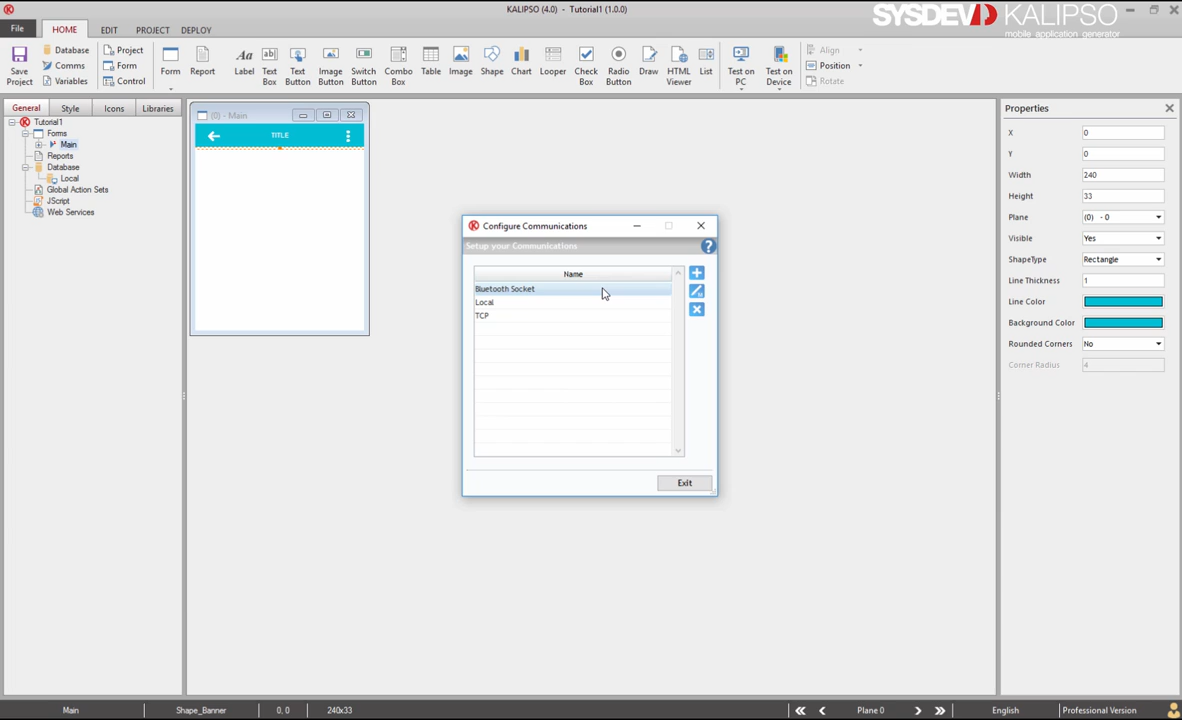 KALIPSO (4.0) - Tutorial1 (1.0.0)
SYSDEV KALIPSO
mobile application generator
File
HOME
EDIT
PROJECT
DEPLOY
Save Project
Database
Comms
Variables
Project
Form
Control
Form
Report
Label
Text Box
Text Button
Image Button
Switch Button
Combo Box
Table
Image
Shape
Chart
Looper
Check Box
Radio Button
Draw
HTML Viewer
List
Test on PC
Test on Device
Align
Position
Rotate
General
Style
Icons
Libraries
Tutorial1
Forms
Main
Reports
Database
Local
Global Action Sets
JScript
Web Services
(0) - Main
TITLE
Configure Communications
Setup your Communications
?
Name
Bluetooth Socket
Local
TCP
Exit
Properties
X 0
Y 0
Width 240
Height 33
Plane (0) - 0
Visible Yes
ShapeType Rectangle
Line Thickness 1
Line Color
Background Color
Rounded Corners No
Corner Radius 4
Main
Shape_Banner
0, 0
240x33
Plane 0
English
Professional Version